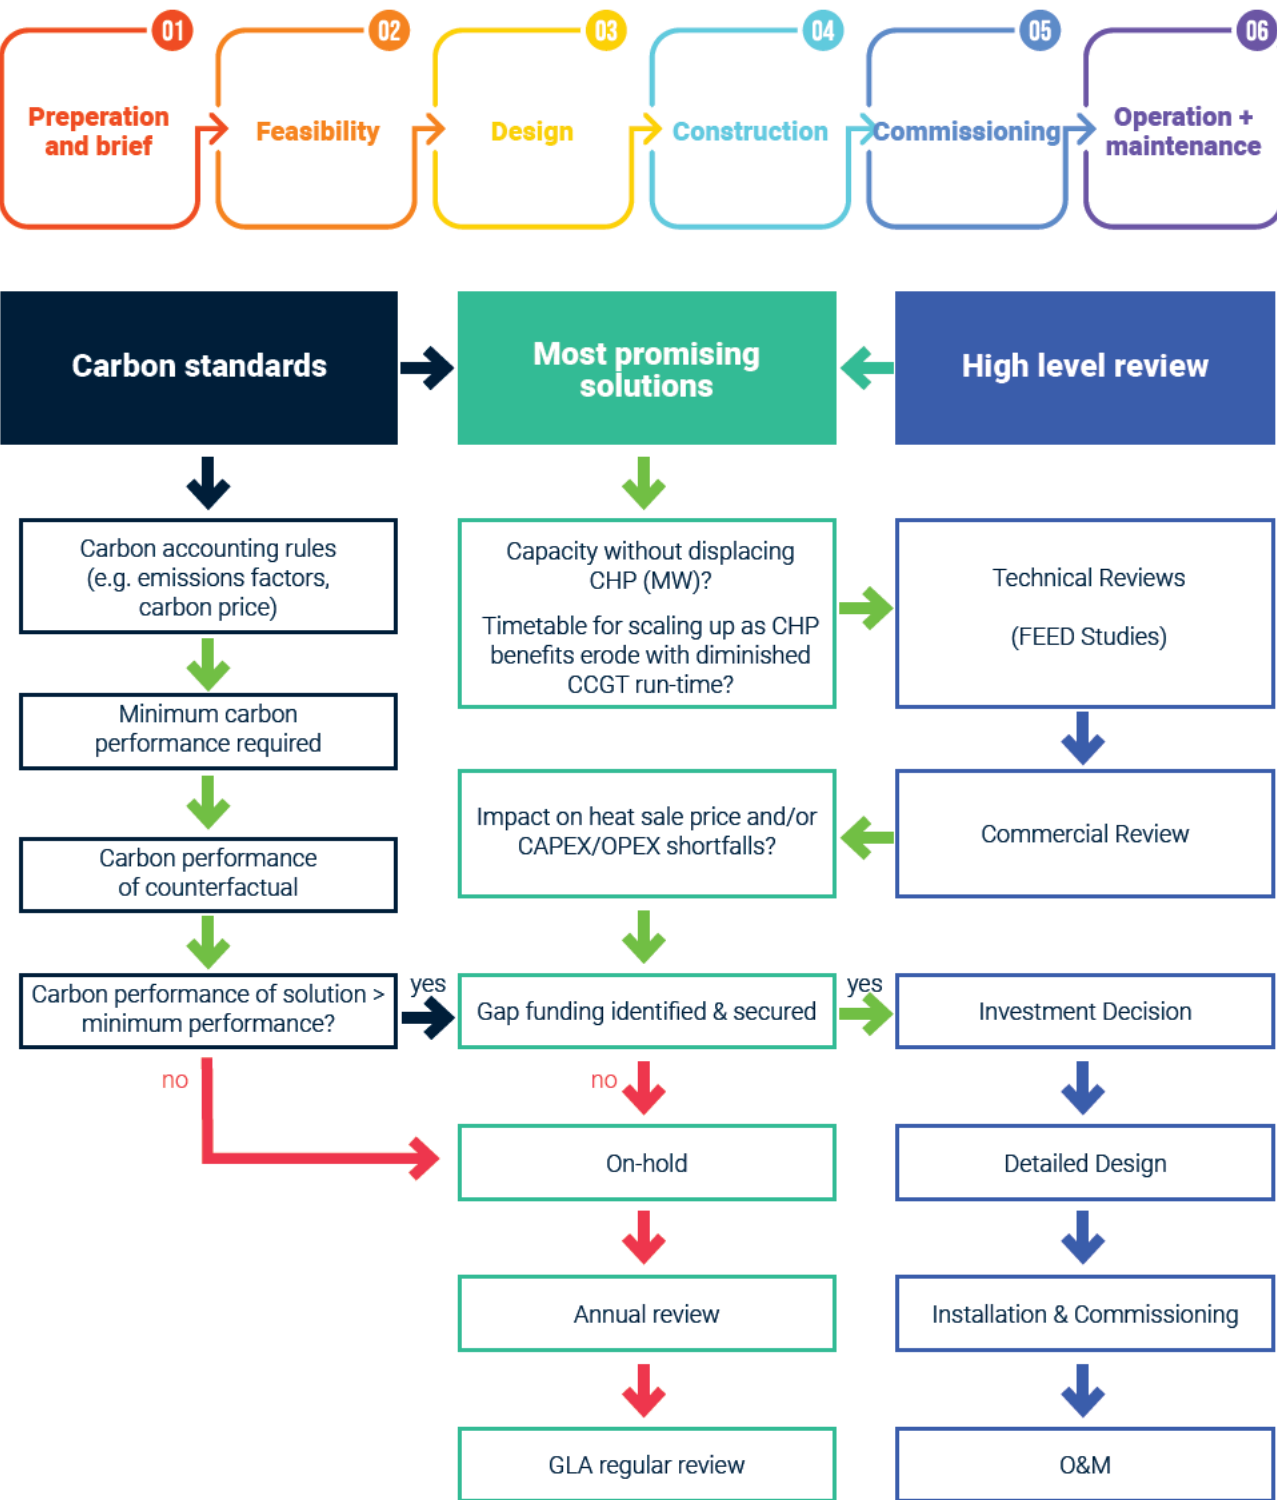 01
02
03
04
05
06
Preperation
and brief
Feasibility
Design
Construction
Commissioning
Operation +
maintenance
Carbon standards
Most promising
solutions
High level review
Carbon accounting rules
(e.g. emissions factors,
carbon price)
Capacity without displacing
CHP (MW)?
Timetable for scaling up as CHP
benefits erode with diminished
CCGT run-time?
Technical Reviews
(FEED Studies)
Minimum carbon
performance required
Impact on heat sale price and/or
CAPEX/OPEX shortfalls?
Commercial Review
Carbon performance
of counterfactual
Carbon performance of solution >
minimum performance?
yes
Gap funding identified & secured
yes
Investment Decision
no
no
On-hold
Detailed Design
Annual review
Installation & Commissioning
GLA regular review
O&M